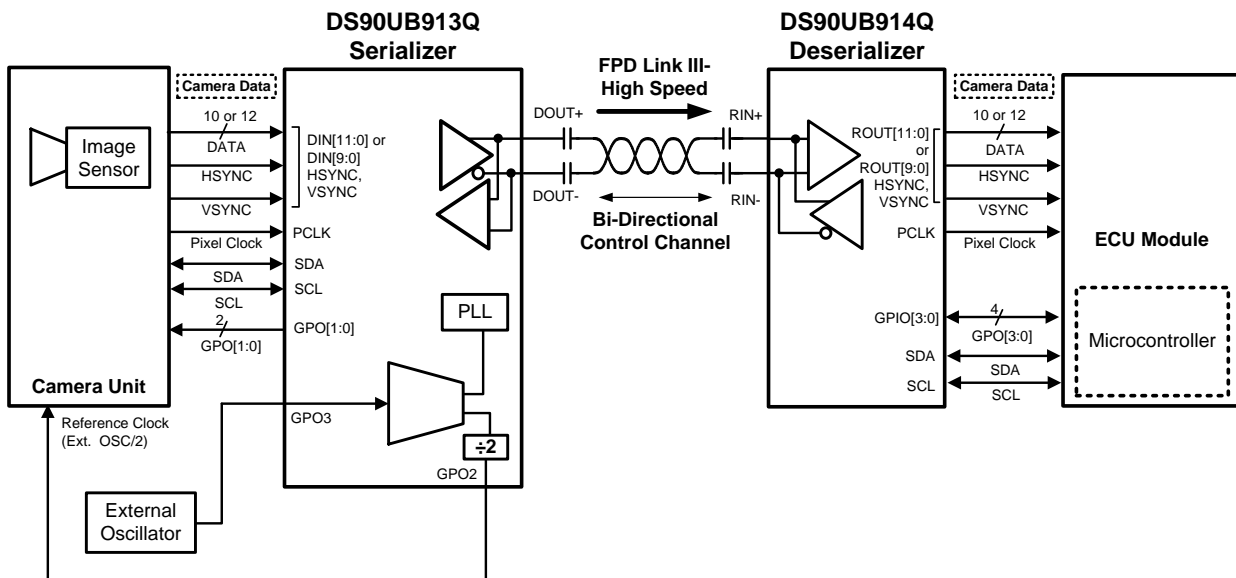 DS90UB913Q
Serializer
DS90UB914Q
Deserializer
Camera Data
10 or 12
DATA
HSYNC
VSYNC
Pixel Clock
SDA
SCL
2
GPO[1:0]
Image
Sensor
Camera Unit
DIN[11:0] or
DIN[9:0]
HSYNC,
VSYNC
PCLK
SDA
SCL
GPO[1:0]
PLL
GPO3
÷2
GPO2
Reference Clock
(Ext. OSC/2)
External
Oscillator
FPD Link III-
High Speed
DOUT+
DOUT-
RIN+
RIN-
Bi-Directional
Control Channel
ROUT[11:0]
or
ROUT[9:0]
HSYNC,
VSYNC
PCLK
GPIO[3:0]
SDA
SCL
Camera Data
10 or 12
DATA
HSYNC
VSYNC
Pixel Clock
4
GPO[3:0]
SDA
SCL
ECU Module
Microcontroller